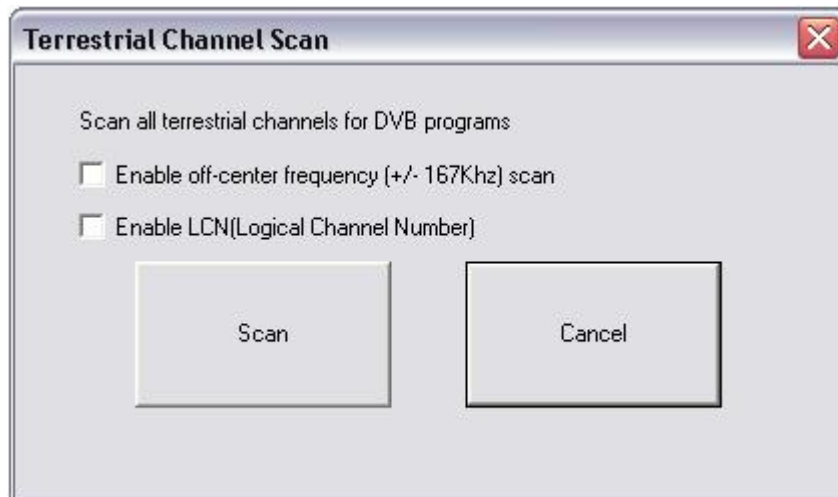 Terrestrial Channel Scan
Scan all terrestrial channels for DVB programs
Enable off-center frequency (+/- 167Khz) scan
Enable LCN(Logical Channel Number)
Scan
Cancel